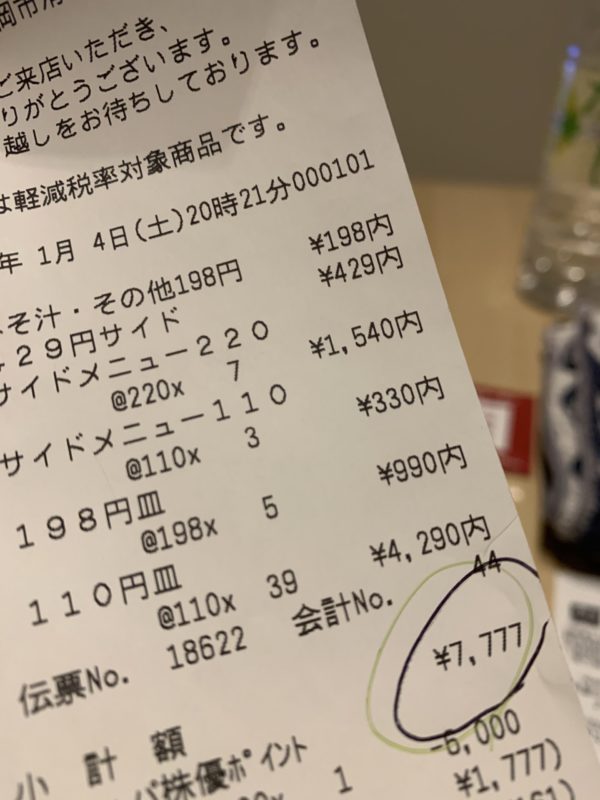 岡市
ご来店いただき、
りがとうございます。
越しをお待ちしております。
は軽減税率対象商品です。
年 1月 4日(土)20時21分000101
そ汁・その他198円 ¥198内
29円サイド ¥429内
サイドメニュー220
@220x 7 ¥1,540内
サイドメニュー110
@110x 3 ¥330内
198円皿
@198x 5 ¥990内
110円皿
@110x 39 ¥4,290内
伝票No. 18622 会計No. 44
小 計 額 ¥7,777
パ株優ポイント -6,000
1 ¥1,777)